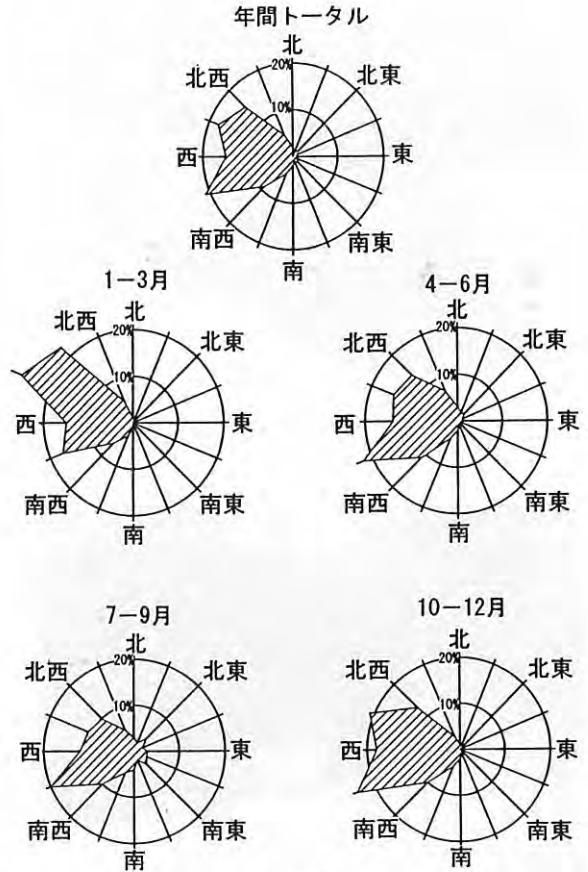 年間トータル
北
20%
北西
北東
10%
西
東
南西
南東
南
1－3月
北
北西
20%
北東
10%
西
東
南西
南東
南
4－6月
北
20%
北西
北東
10%
西
東
南西
南東
南
7－9月
北
20%
北西
北東
10%
西
東
南西
南東
南
10－12月
北
20%
北西
北東
10%
西
東
南西
南東
南